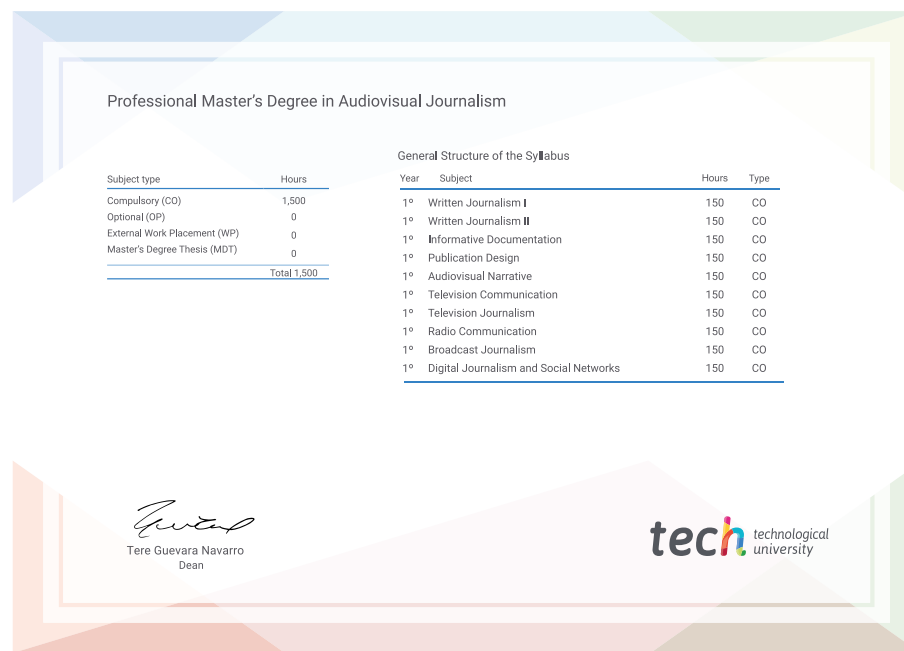 Professional Master's Degree in Audiovisual Journalism
Subject type Hours
Compulsory (CO) 1,500
Optional (OP) 0
External Work Placement (WP) 0
Master's Degree Thesis (MDT) 0
Total 1,500
General Structure of the Syllabus
Year Subject Hours Type
1º Written Journalism I 150 CO
1º Written Journalism II 150 CO
1º Informative Documentation 150 CO
1º Publication Design 150 CO
1º Audiovisual Narrative 150 CO
1º Television Communication 150 CO
1º Television Journalism 150 CO
1º Radio Communication 150 CO
1º Broadcast Journalism 150 CO
1º Digital Journalism and Social Networks 150 CO
Tere Guevara Navarro
Dean
tech technological
university